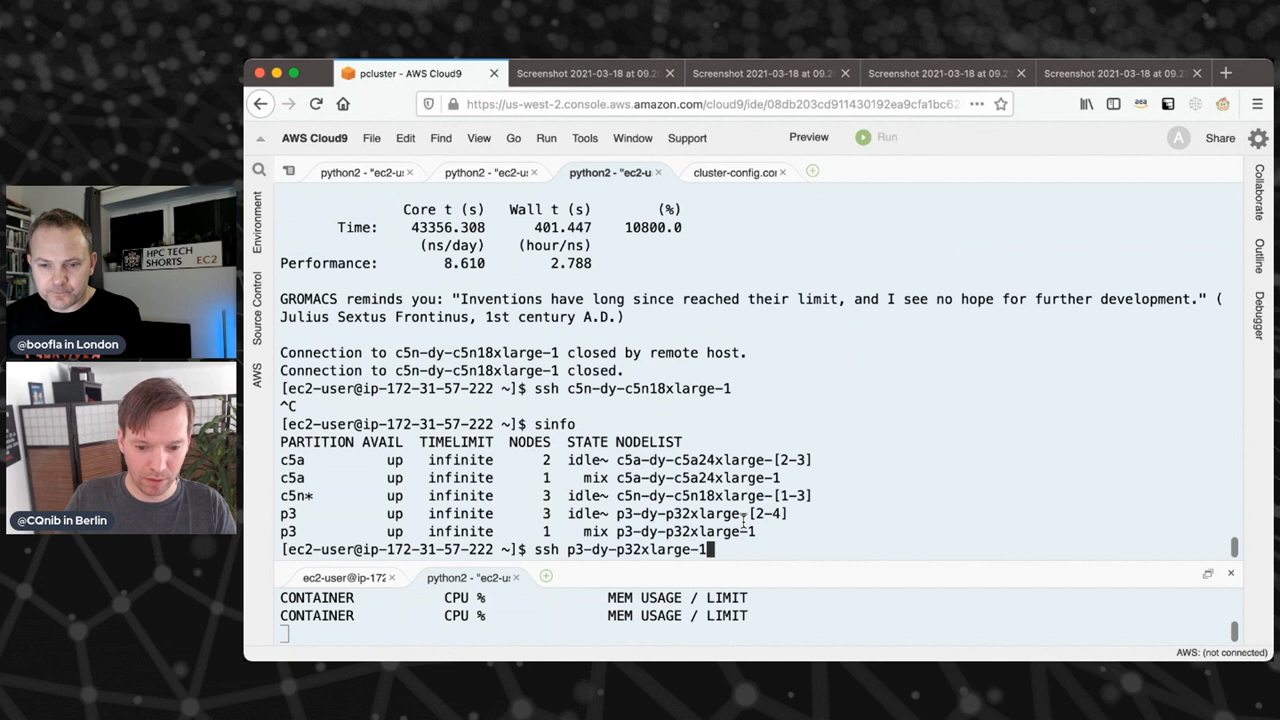 pcluster - AWS Cloud9
Screenshot 2021-03-18 at 09.2
Screenshot 2021-03-18 at 09.2
Screenshot 2021-03-18 at 09.2
Screenshot 2021-03-18 at 09.2
https://us-west-2.console.aws.amazon.com/cloud9/ide/08db203cd911430192ea9cfa1bc62
AWS Cloud9 File Edit Find View Go Run Tools Window Support Preview Run A Share
python2 - "ec2-u
python2 - "ec2-u
python2 - "ec2-u
cluster-config.con
Environment
Source Control
AWS
Collaborate
Outline
Debugger
Core t (s) Wall t (s) (%)
Time: 43356.308 401.447 10800.0
(ns/day) (hour/ns)
Performance: 8.610 2.788
GROMACS reminds you: "Inventions have long since reached their limit, and I see no hope for further development." (
Julius Sextus Frontinus, 1st century A.D.)
Connection to c5n-dy-c5n18xlarge-1 closed by remote host.
Connection to c5n-dy-c5n18xlarge-1 closed.
[ec2-user@ip-172-31-57-222 ~]$ ssh c5n-dy-c5n18xlarge-1
^C
[ec2-user@ip-172-31-57-222 ~]$ sinfo
PARTITION AVAIL TIMELIMIT NODES STATE NODELIST
c5a up infinite 2 idle~ c5a-dy-c5a24xlarge-[2-3]
c5a up infinite 1 mix c5a-dy-c5a24xlarge-1
c5n* up infinite 3 idle~ c5n-dy-c5n18xlarge-[1-3]
p3 up infinite 3 idle~ p3-dy-p32xlarge-[2-4]
p3 up infinite 1 mix p3-dy-p32xlarge-1
[ec2-user@ip-172-31-57-222 ~]$ ssh p3-dy-p32xlarge-1
ec2-user@ip-172
python2 - "ec2-u
CONTAINER CPU % MEM USAGE / LIMIT
CONTAINER CPU % MEM USAGE / LIMIT
AWS: (not connected)
HPC TECH
SHORTS EC2
@boofla in London
@CQnib in Berlin